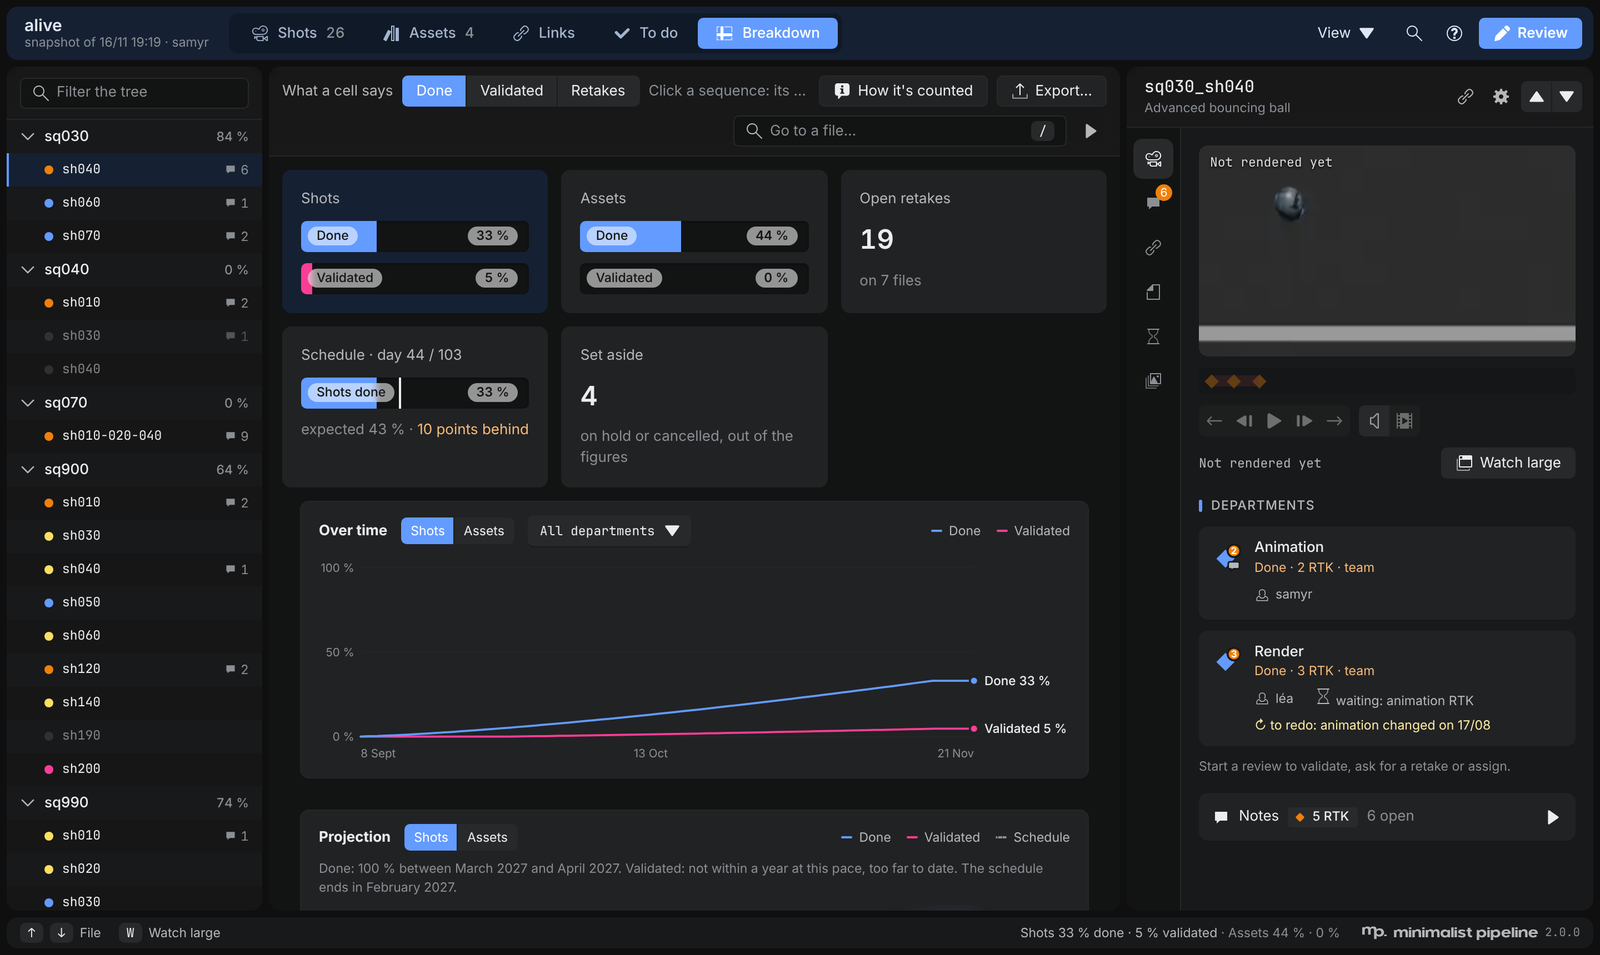 alive
snapshot of 16/11 19:19 · samyr
Shots 26
Assets 4
Links
To do
Breakdown
View
Review
Filter the tree
sq030 84 %
sh040 6
sh060 1
sh070 2
sq040 0 %
sh010 2
sh030 1
sh040
sq070 0 %
sh010-020-040 9
sq900 64 %
sh010 2
sh030
sh040 1
sh050
sh060
sh120 2
sh140
sh190
sh200
sq990 74 %
sh010 1
sh020
sh030
What a cell says
Done
Validated
Retakes
Click a sequence: its ...
How it's counted
Export...
Go to a file... /
Shots
Done 33 %
Validated 5 %
Assets
Done 44 %
Validated 0 %
Open retakes
19
on 7 files
Schedule · day 44 / 103
Shots done 33 %
expected 43 % · 10 points behind
Set aside
4
on hold or cancelled, out of the
figures
Over time
Shots
Assets
All departments
Done
Validated
100 %
50 %
0 %
Done 33 %
Validated 5 %
8 Sept
13 Oct
21 Nov
Projection
Shots
Assets
Done
Validated
Schedule
Done: 100 % between March 2027 and April 2027. Validated: not within a year at this pace, too far to date. The schedule
ends in February 2027.
sq030_sh040
Advanced bouncing ball
6
Not rendered yet
Not rendered yet
Watch large
DEPARTMENTS
2
Animation
Done · 2 RTK · team
samyr
3
Render
Done · 3 RTK · team
léa
waiting: animation RTK
to redo: animation changed on 17/08
Start a review to validate, ask for a retake or assign.
Notes
5 RTK
6 open
↑ ↓ File
W Watch large
Shots 33 % done · 5 % validated · Assets 44 % · 0 %
mp. minimalist pipeline 2.0.0